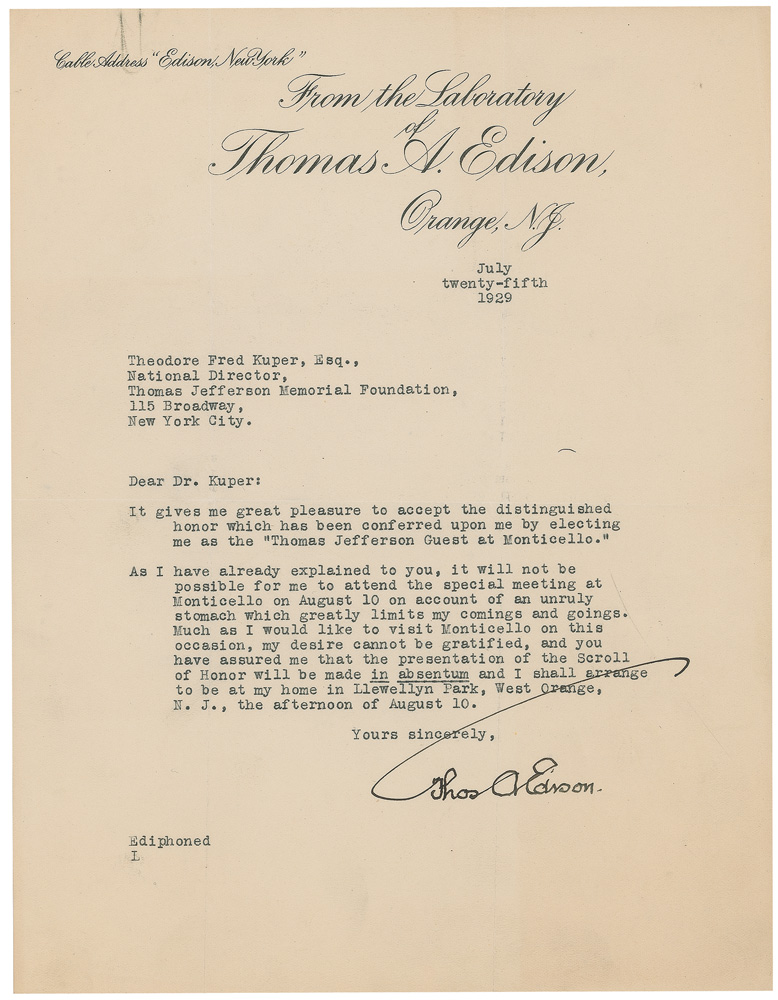 Cable Address "Edison, New York"
From the Laboratory
of
Thomas A. Edison,
Orange, N.J.
July
twenty-fifth
1929
Theodore Fred Kuper, Esq.,
National Director,
Thomas Jefferson Memorial Foundation,
115 Broadway,
New York City.
Dear Dr. Kuper:
It gives me great pleasure to accept the distinguished
honor which has been conferred upon me by electing
me as the "Thomas Jefferson Guest at Monticello."
As I have already explained to you, it will not be
possible for me to attend the special meeting at
Monticello on August 10 on account of an unruly
stomach which greatly limits my comings and goings.
Much as I would like to visit Monticello on this
occasion, my desire cannot be gratified, and you
have assured me that the presentation of the Scroll
of Honor will be made in absentum and I shall arrange
to be at my home in Llewellyn Park, West Orange,
N. J., the afternoon of August 10.
Yours sincerely,
Thos A Edison.
Ediphoned
L